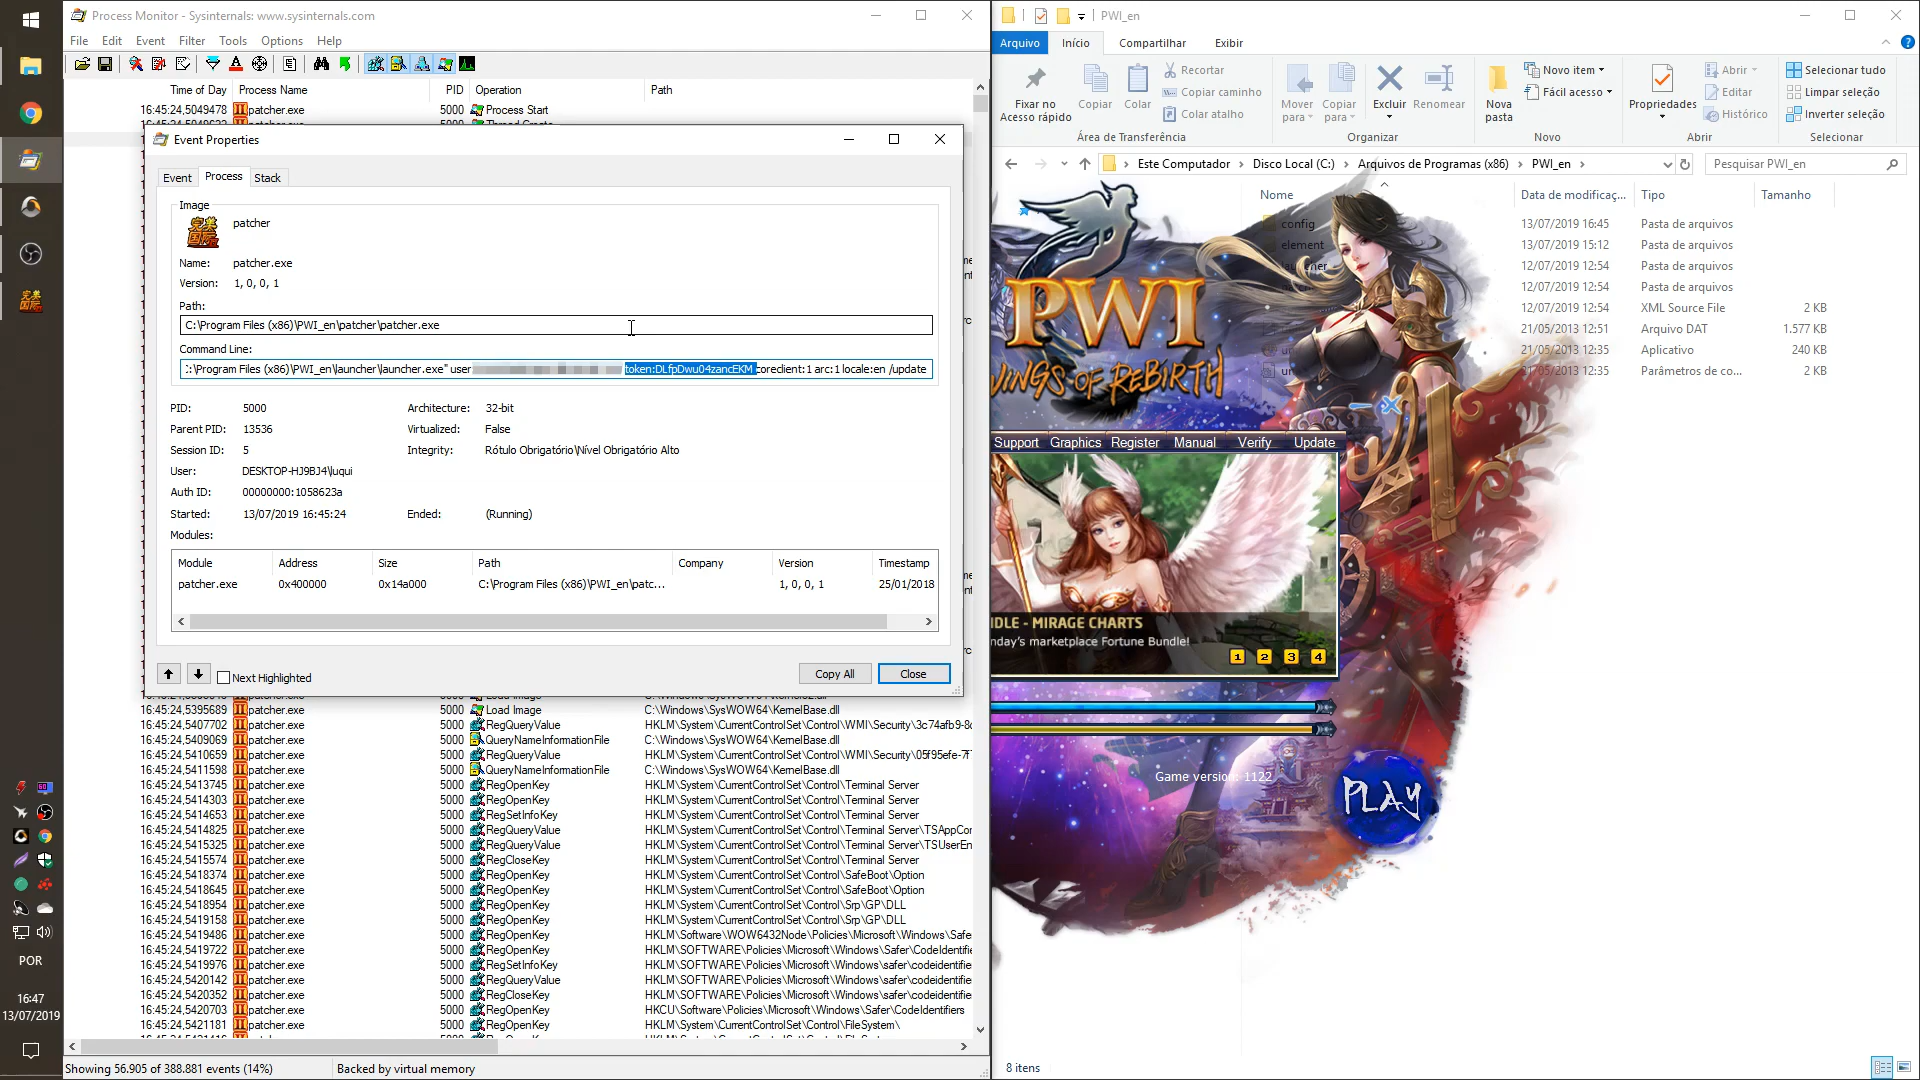 Process Monitor - Sysinternals: www.sysinternals.com
File Edit Event Filter Tools Options Help
Time of Day Process Name PID Operation Path
16:45:24,5049478 patcher.exe 5000 Process Start
Event Properties
Event Process Stack
Image
patcher
Name: patcher.exe
Version: 1, 0, 0, 1
Path:
C:\Program Files (x86)\PWI_en\patcher\patcher.exe
Command Line:
:\Program Files (x86)\PWI_en\launcher\launcher.exe" user token:DLfpDwu04zancEKM coreclient:1 arc:1 locale:en /update
PID: 5000 Architecture: 32-bit
Parent PID: 13536 Virtualized: False
Session ID: 5 Integrity: Rótulo Obrigatório\Nível Obrigatório Alto
User: DESKTOP-HJ9BJ4\luqui
Auth ID: 00000000:1058623a
Started: 13/07/2019 16:45:24 Ended: (Running)
Modules:
Module Address Size Path Company Version Timestamp
patcher.exe 0x400000 0x14a000 C:\Program Files (x86)\PWI_en\patc... 1, 0, 0, 1 25/01/2018
Next Highlighted Copy All Close
16:45:24,5395689 patcher.exe 5000 Load Image C:\Windows\SysWOW64\KernelBase.dll
16:45:24,5407702 patcher.exe 5000 RegQueryValue HKLM\System\CurrentControlSet\Control\WMI\Security\3c74afb9-8
16:45:24,5409069 patcher.exe 5000 QueryNameInformationFile C:\Windows\SysWOW64\KernelBase.dll
16:45:24,5410659 patcher.exe 5000 RegQueryValue HKLM\System\CurrentControlSet\Control\WMI\Security\05f95efe-7
16:45:24,5411598 patcher.exe 5000 QueryNameInformationFile C:\Windows\SysWOW64\KernelBase.dll
16:45:24,5413745 patcher.exe 5000 RegOpenKey HKLM\System\CurrentControlSet\Control\Terminal Server
16:45:24,5414303 patcher.exe 5000 RegOpenKey HKLM\System\CurrentControlSet\Control\Terminal Server
16:45:24,5414653 patcher.exe 5000 RegSetInfoKey HKLM\System\CurrentControlSet\Control\Terminal Server
16:45:24,5414825 patcher.exe 5000 RegQueryValue HKLM\System\CurrentControlSet\Control\Terminal Server\TSAppCo
16:45:24,5415325 patcher.exe 5000 RegQueryValue HKLM\System\CurrentControlSet\Control\Terminal Server\TSUserEn
16:45:24,5415574 patcher.exe 5000 RegCloseKey HKLM\System\CurrentControlSet\Control\Terminal Server
16:45:24,5418374 patcher.exe 5000 RegOpenKey HKLM\System\CurrentControlSet\Control\SafeBoot\Option
16:45:24,5418645 patcher.exe 5000 RegOpenKey HKLM\System\CurrentControlSet\Control\SafeBoot\Option
16:45:24,5418954 patcher.exe 5000 RegOpenKey HKLM\System\CurrentControlSet\Control\Srp\GP\DLL
16:45:24,5419158 patcher.exe 5000 RegOpenKey HKLM\System\CurrentControlSet\Control\Srp\GP\DLL
16:45:24,5419486 patcher.exe 5000 RegOpenKey HKLM\Software\WOW6432Node\Policies\Microsoft\Windows\Safe
16:45:24,5419722 patcher.exe 5000 RegOpenKey HKLM\SOFTWARE\Policies\Microsoft\Windows\Safer\CodeIdentifie
16:45:24,5419976 patcher.exe 5000 RegSetInfoKey HKLM\SOFTWARE\Policies\Microsoft\Windows\safer\codeidentifie
16:45:24,5420142 patcher.exe 5000 RegQueryValue HKLM\SOFTWARE\Policies\Microsoft\Windows\safer\codeidentifie
16:45:24,5420352 patcher.exe 5000 RegCloseKey HKLM\SOFTWARE\Policies\Microsoft\Windows\safer\codeidentifie
16:45:24,5420703 patcher.exe 5000 RegOpenKey HKCU\Software\Policies\Microsoft\Windows\Safer\CodeIdentifiers
16:45:24,5421181 patcher.exe 5000 RegOpenKey HKLM\System\CurrentControlSet\Control\FileSystem\
Showing 56.905 of 388.881 events (14%) Backed by virtual memory
POR
16:47
13/07/2019
PWI_en
Arquivo Início Compartilhar Exibir
Fixar no Acesso rápido
Copiar
Colar
Recortar
Copiar caminho
Colar atalho
Área de Transferência
Mover para
Copiar para
Excluir
Renomear
Organizar
Nova pasta
Novo item
Fácil acesso
Novo
Propriedades
Abrir
Editar
Histórico
Abrir
Selecionar tudo
Limpar seleção
Inverter seleção
Selecionar
Este Computador Disco Local (C:) Arquivos de Programas (x86) PWI_en
Pesquisar PWI_en
Nome Data de modificaç... Tipo Tamanho
config 13/07/2019 16:45 Pasta de arquivos
element 13/07/2019 15:12 Pasta de arquivos
12/07/2019 12:54 Pasta de arquivos
12/07/2019 12:54 Pasta de arquivos
12/07/2019 12:54 XML Source File 2 KB
21/05/2013 12:51 Arquivo DAT 1.577 KB
21/05/2013 12:35 Aplicativo 240 KB
21/05/2013 12:35 Parâmetros de co... 2 KB
PWI
WINGS OF REBIRTH
Support Graphics Register Manual Verify Update
DLE - MIRAGE CHARTS
nday's marketplace Fortune Bundle!
1 2 3 4
Game version: 1122
PLAY
8 itens